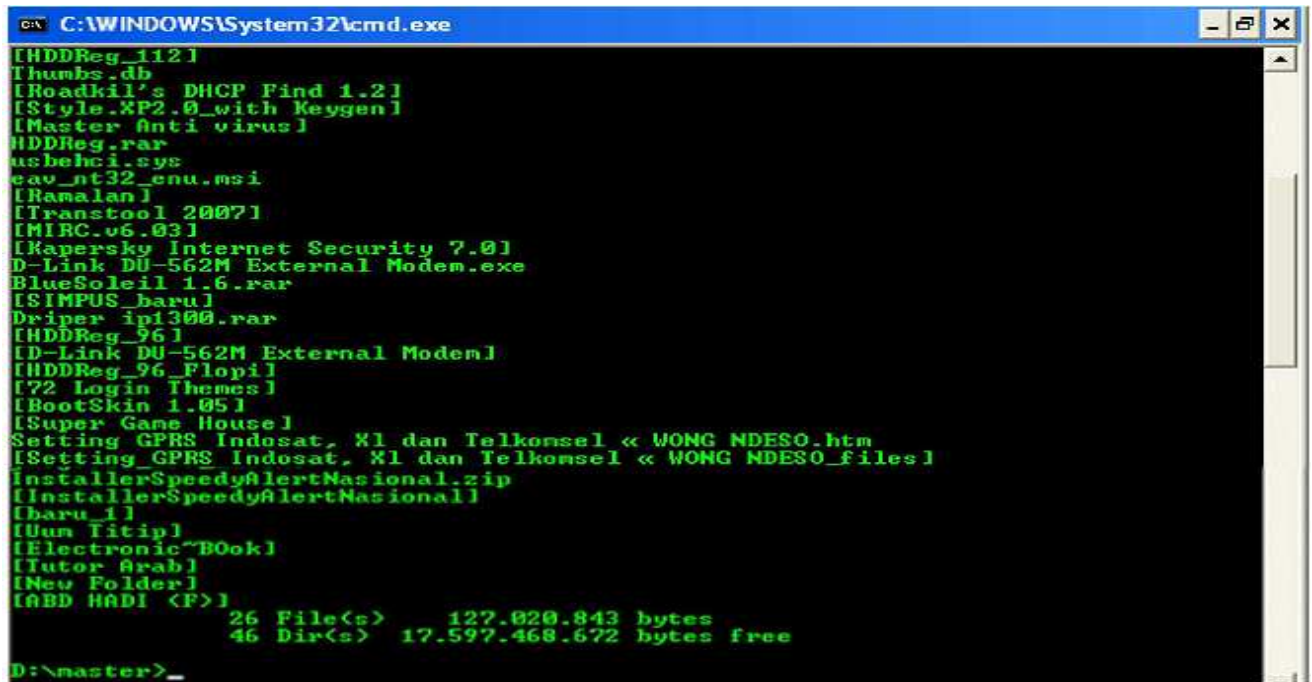 C:\WINDOWS\System32\cmd.exe
[HDDReg_112]
Thumbs.db
[Roadkil's DHCP Find 1.2]
[Style.XP2.0_with Keygen]
[Master Anti virus]
HDDReg.rar
usbehci.sys
eav_nt32_enu.msi
[Ramalan]
[Transtool 2007]
[MIRC.v6.03]
[Kapersky Internet Security 7.0]
D-Link DU-562M External Modem.exe
BlueSoleil 1.6.rar
[SIMPUS_baru]
Driper ip1300.rar
[HDDReg_96]
[D-Link DU-562M External Modem]
[HDDReg_96_Flopi]
[72 Login Themes]
[BootSkin 1.05]
[Super Game House]
Setting GPRS Indosat, Xl dan Telkomsel « WONG NDESO.htm
[Setting GPRS Indosat, Xl dan Telkomsel « WONG NDESO_files]
InstallerSpeedyAlertNasional.zip
[InstallerSpeedyAlertNasional]
[baru_1]
[Uum Titip]
[Electronic~BOok]
[Tutor Arab]
[New Folder]
[ABD HADI (F)]
26 File(s) 127.020.843 bytes
46 Dir(s) 17.597.468.672 bytes free
D:\master>_